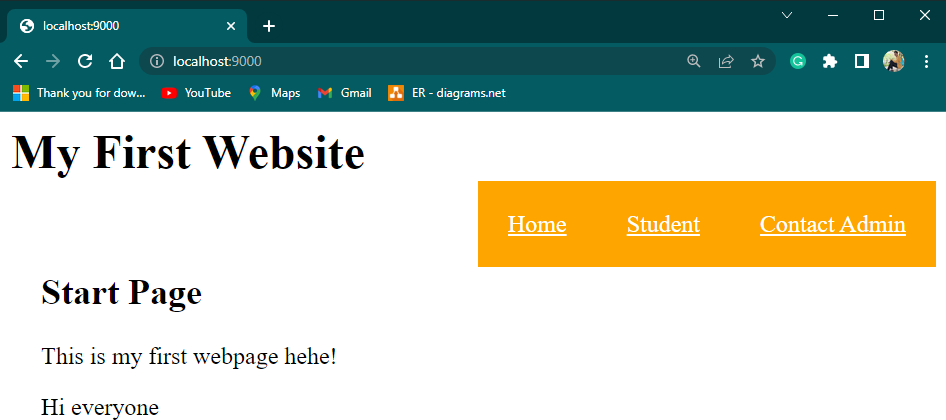 localhost:9000
localhost:9000
Thank you for dow... YouTube Maps Gmail ER - diagrams.net
My First Website
Home Student Contact Admin
Start Page
This is my first webpage hehe!
Hi everyone